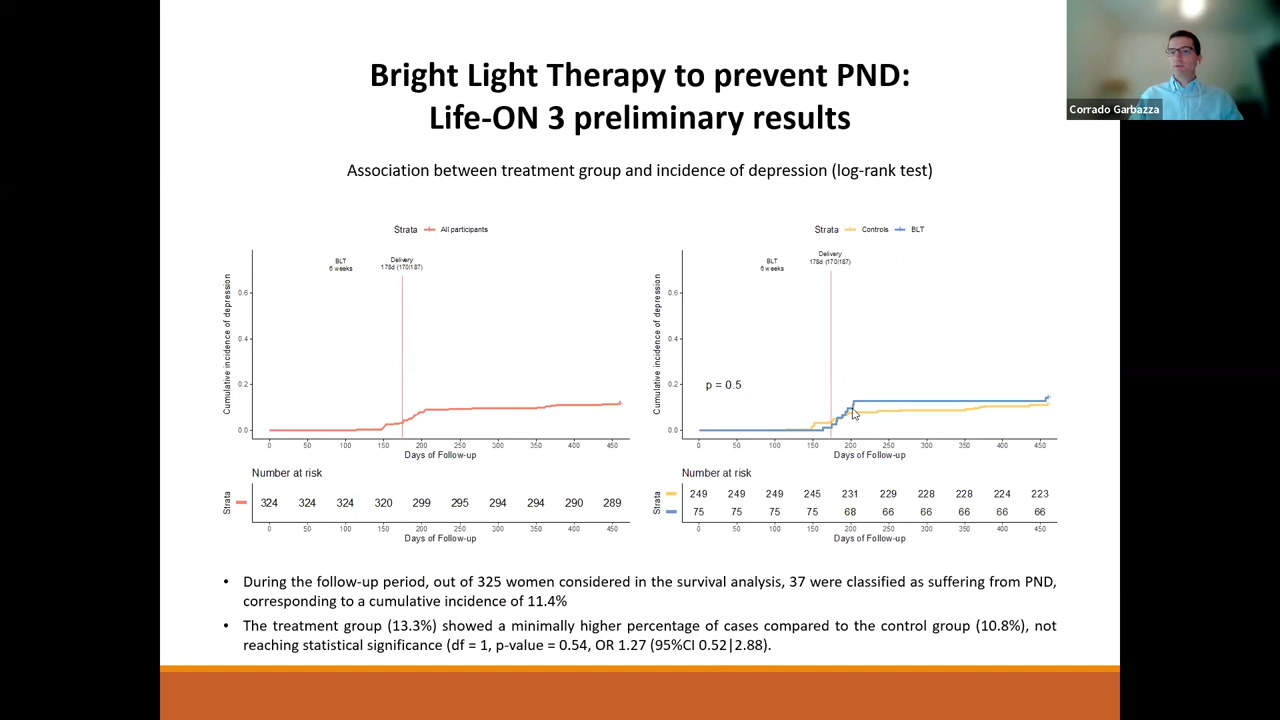 Bright Light Therapy to prevent PND:
Life-ON 3 preliminary results
Corrado Garbazza
Association between treatment group and incidence of depression (log-rank test)
Strata All participants
BLT
6 weeks
Delivery
178d (170|187)
Cumulative incidence of depression
0.6
0.4
0.2
0.0
0 50 100 150 200 250 300 350 400 450
Days of Follow-up
Number at risk
Strata
324 324 324 320 299 295 294 294 290 289
0 50 100 150 200 250 300 350 400 450
Days of Follow-up
Strata Controls BLT
BLT
6 weeks
Delivery
178d (170|187)
Cumulative incidence of depression
0.6
0.4
0.2
0.0
p = 0.5
0 50 100 150 200 250 300 350 400 450
Days of Follow-up
Number at risk
Strata
249 249 249 245 231 229 228 228 224 223
75 75 75 75 68 66 66 66 66 66
0 50 100 150 200 250 300 350 400 450
Days of Follow-up
• During the follow-up period, out of 325 women considered in the survival analysis, 37 were classified as suffering from PND,
corresponding to a cumulative incidence of 11.4%
• The treatment group (13.3%) showed a minimally higher percentage of cases compared to the control group (10.8%), not
reaching statistical significance (df = 1, p-value = 0.54, OR 1.27 (95%CI 0.52|2.88).